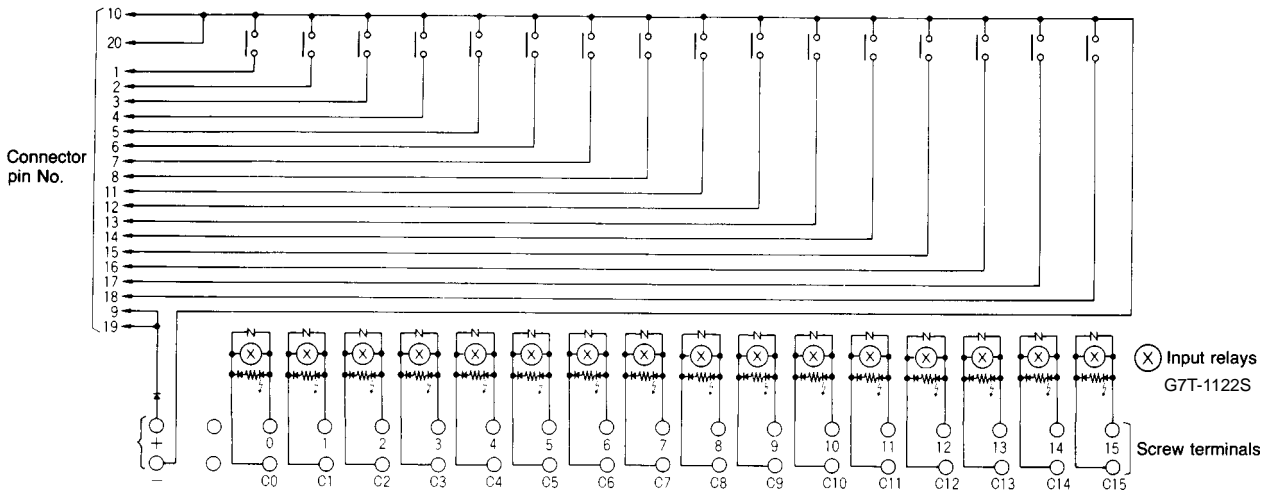 10
20
1
2
3
4
5
6
Connector
pin No.
7
8
11
12
13
14
15
16
17
18
9
19
N N N N N N N N N N N N N N N N
X X X X X X X X X X X X X X X X
X Input relays
G7T-1122S
+ 0 1 2 3 4 5 6 7 8 9 10 11 12 13 14 15
Screw terminals
− C0 C1 C2 C3 C4 C5 C6 C7 C8 C9 C10 C11 C12 C13 C14 C15